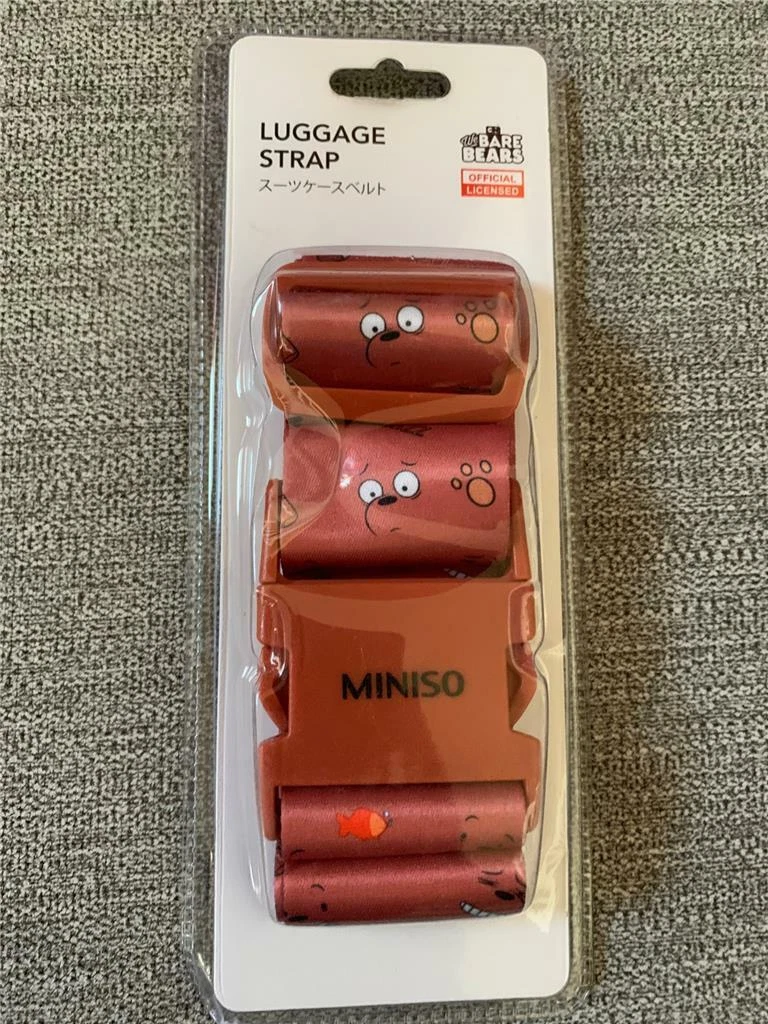 LUGGAGE
STRAP
スーツケースベルト
We
BARE
BEARS
OFFICIAL
LICENSED
MINISO